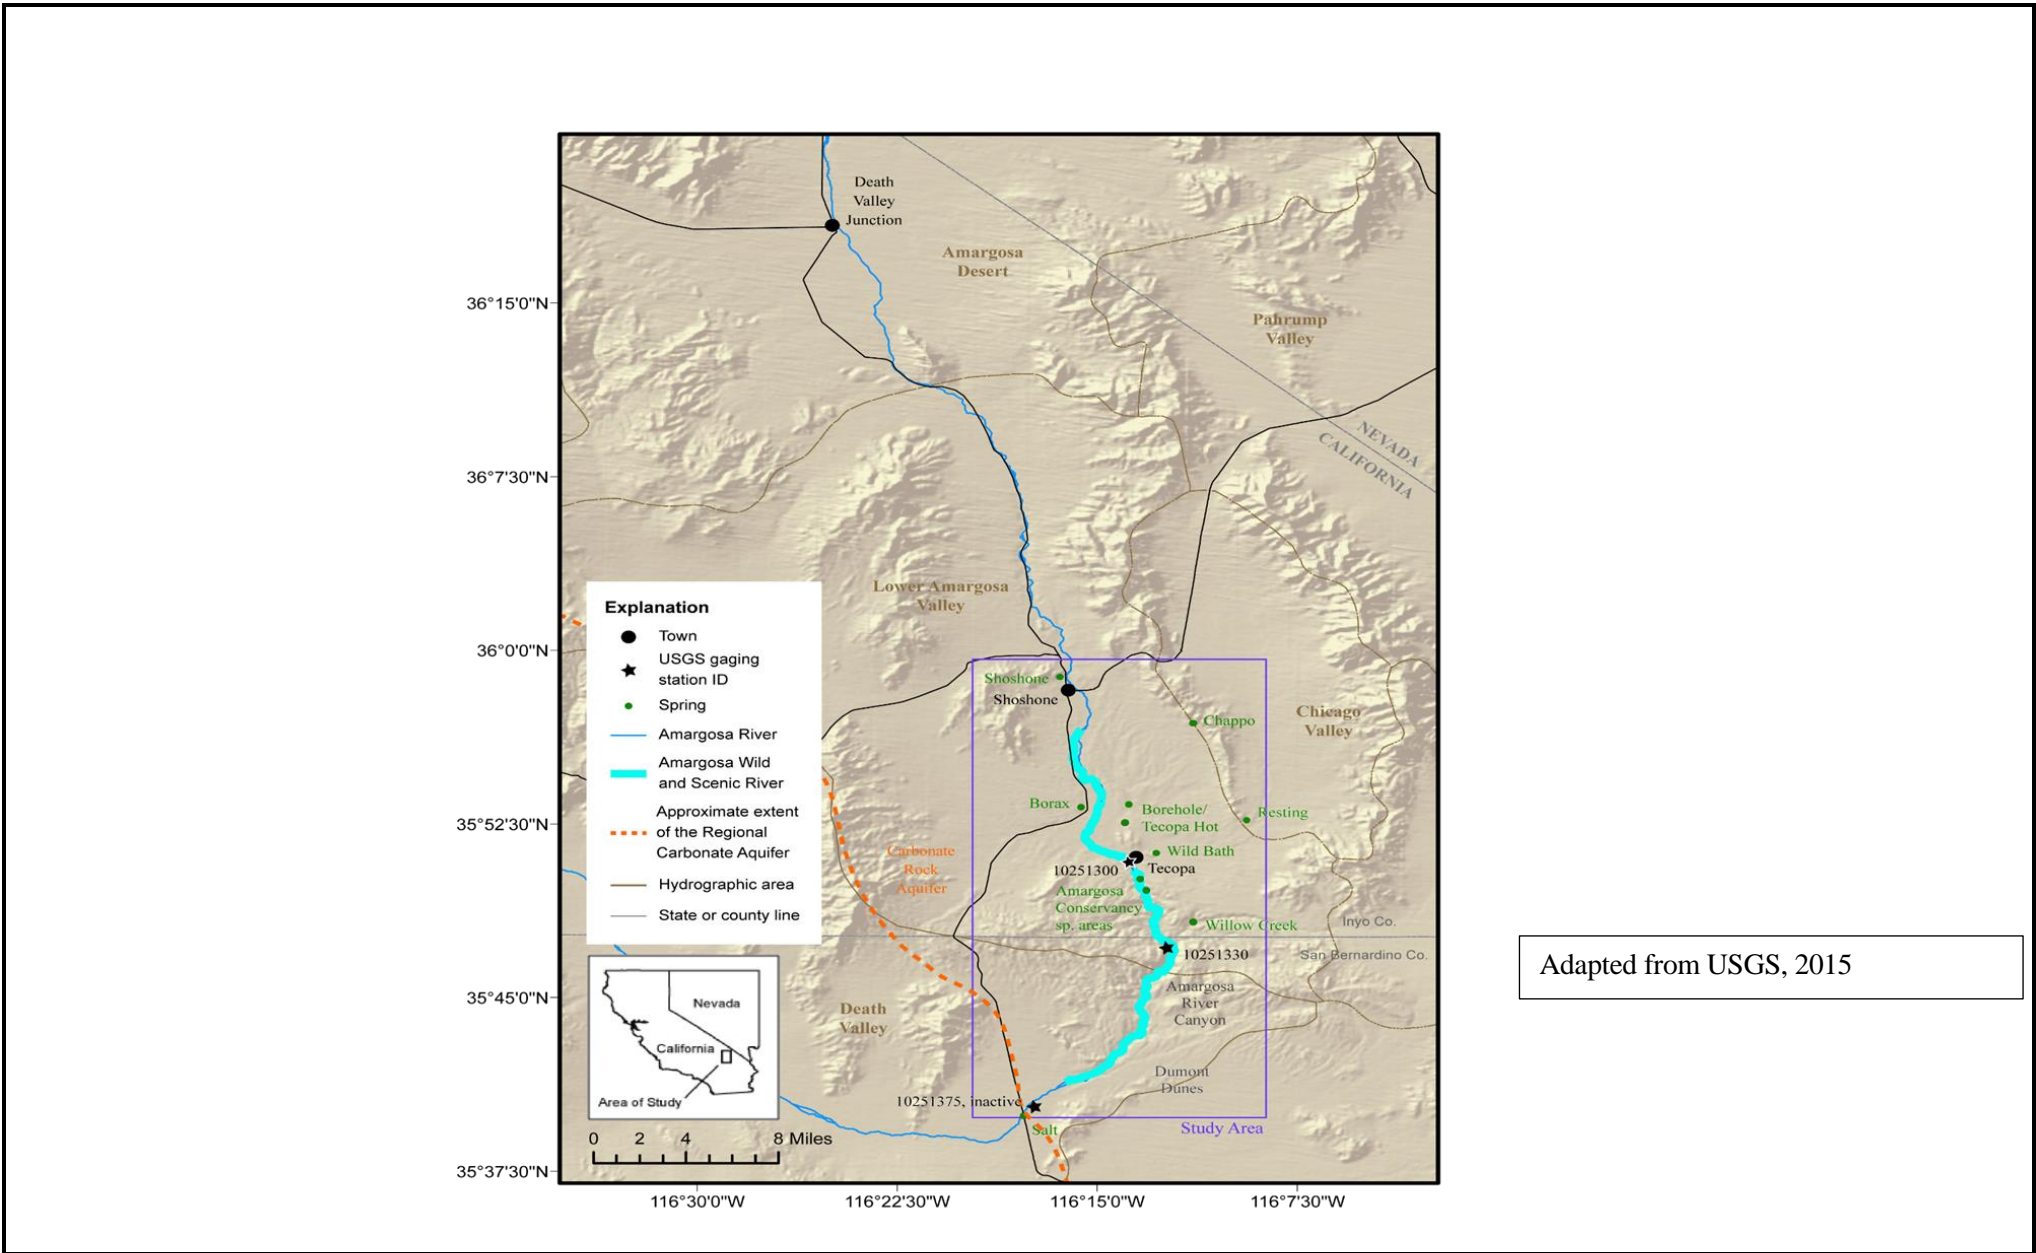 Death
Valley
Junction
Amargosa
Desert
36°15'0"N
Pahrump
Valley
NEVADA
CALIFORNIA
36°7'30"N
Lower Amargosa
Valley
Explanation
Town
USGS gaging
station ID
Spring
Amargosa River
Amargosa Wild
and Scenic River
Approximate extent
of the Regional
Carbonate Aquifer
Hydrographic area
State or county line
36°0'0"N
Shoshone
Shoshone
Chappo
Chicago
Valley
Borax
Borehole/
Tecopa Hot
Resting
35°52'30"N
Wild Bath
Carbonate
Rock
Aquifer
10251300
Tecopa
Amargosa
Conservancy
sp. areas
Willow Creek
Inyo Co.
San Bernardino Co.
10251330
Adapted from USGS, 2015
35°45'0"N
Amargosa
River
Canyon
Death
Valley
Nevada
California
Area of Study
Dumont
Dunes
10251375, inactive
Salt
Study Area
0 2 4 8 Miles
35°37'30"N
116°30'0"W 116°22'30"W 116°15'0"W 116°7'30"W